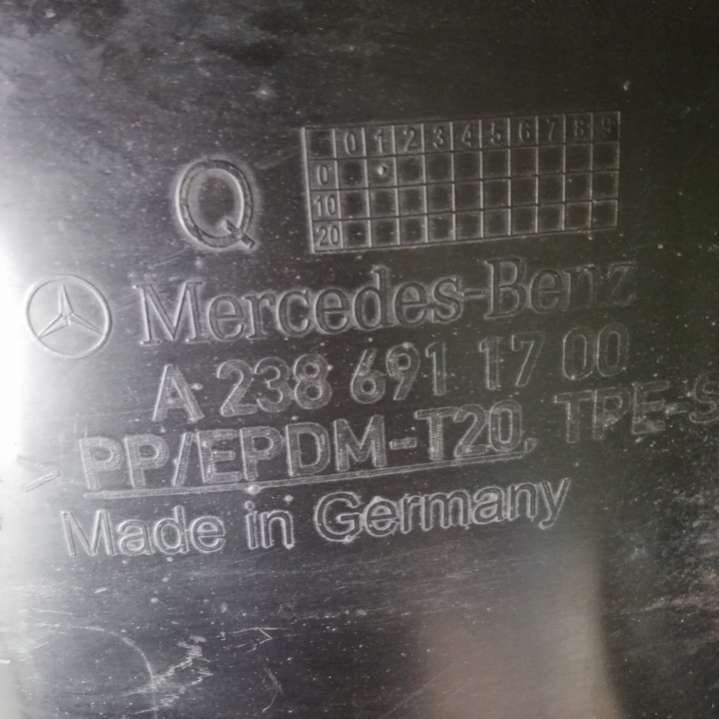 0 1 2 3 4 5 6 7 8 9
0
10
20
Q
Mercedes-Benz
A 238 691 17 00
>PP/EPDM-T20, TPE-S
Made in Germany